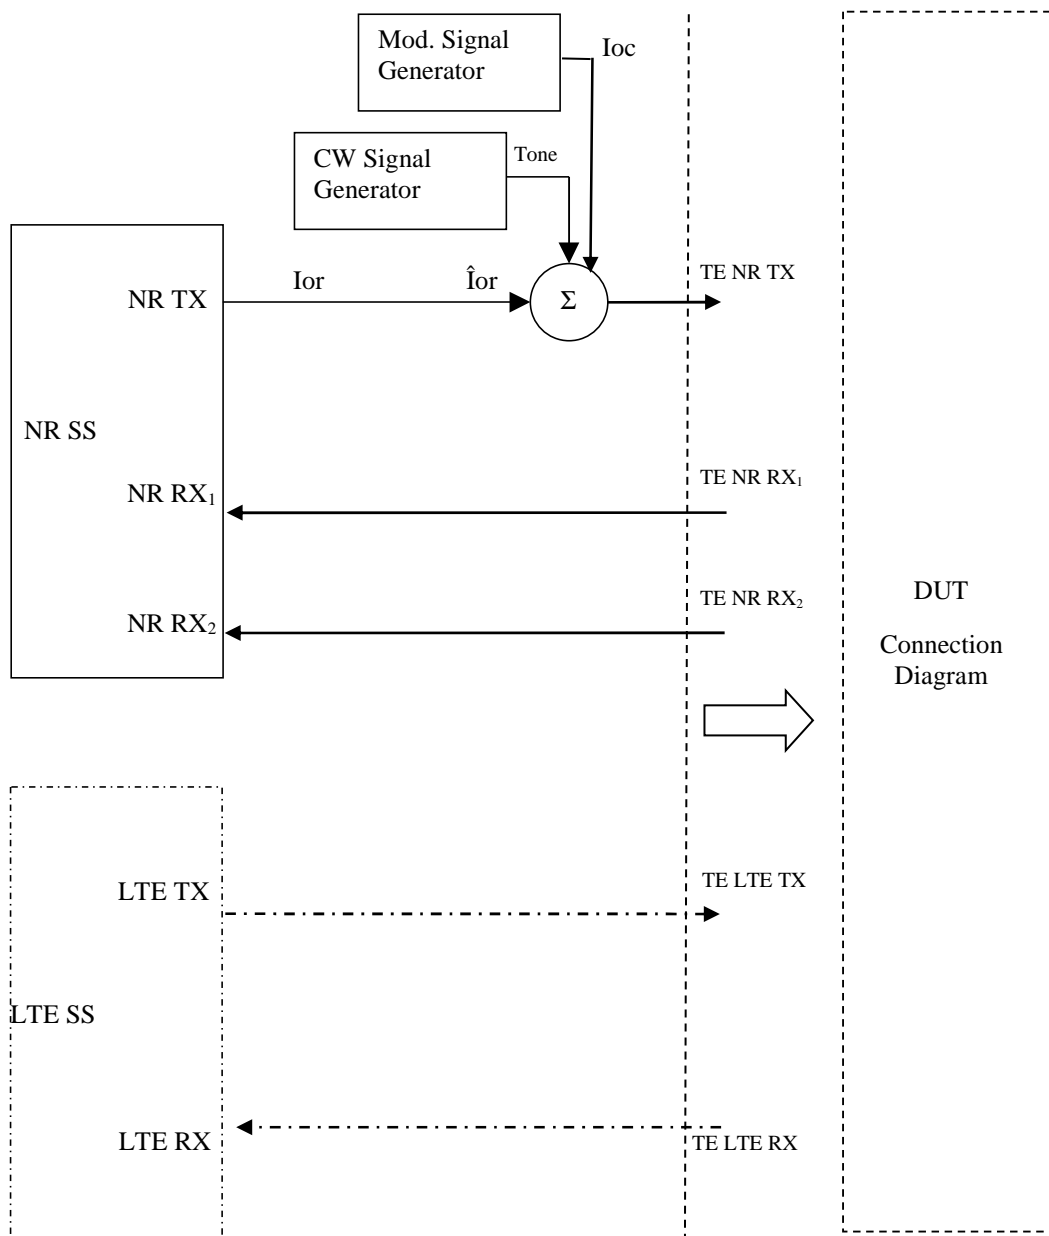 Mod. Signal
Generator
Ioc
CW Signal
Generator
Tone
NR TX
Ior
Îor
Σ
TE NR TX
NR SS
NR RX₁
TE NR RX₁
NR RX₂
TE NR RX₂
DUT
Connection
Diagram
LTE TX
TE LTE TX
LTE SS
LTE RX
TE LTE RX